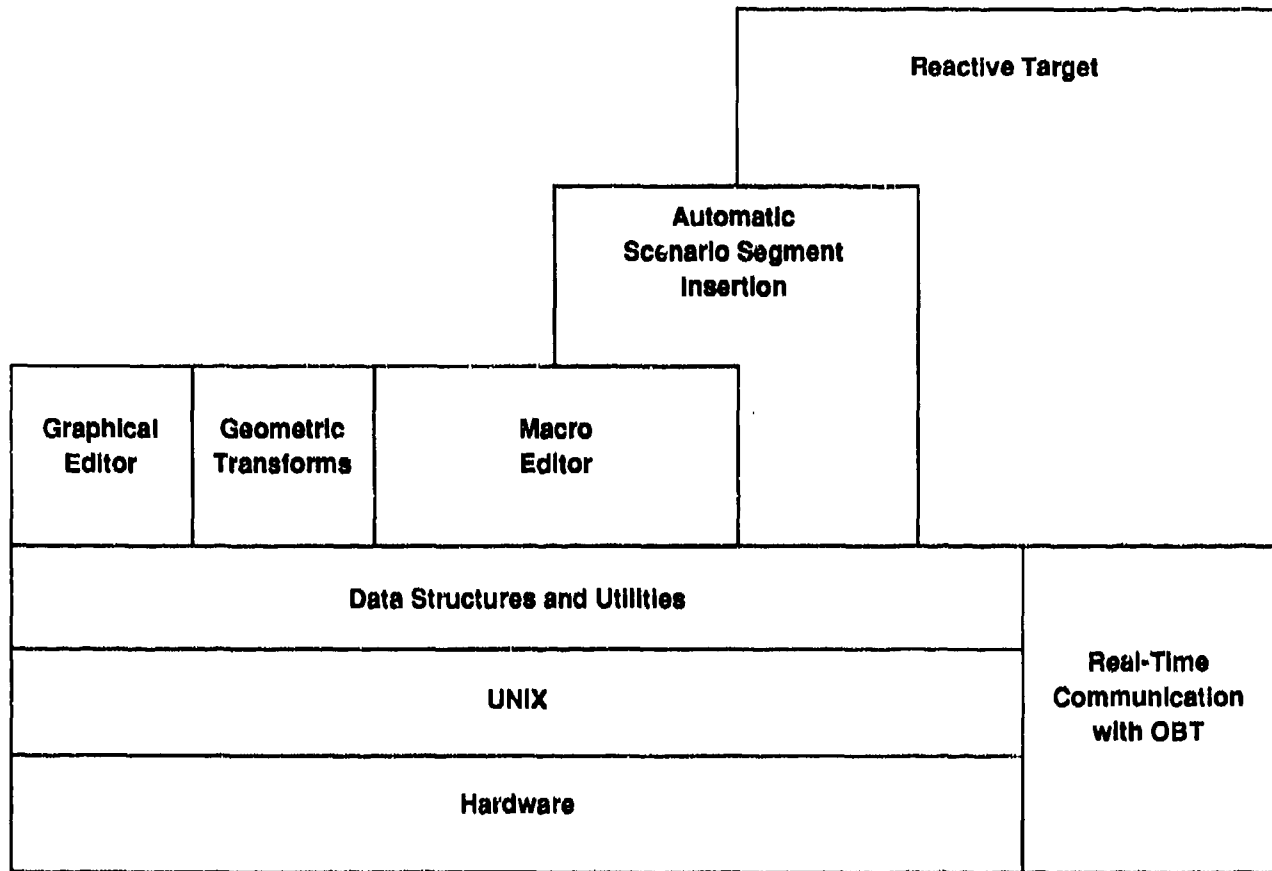 Reactive Target
Automatic
Scenario Segment
Insertion
Graphical
Editor
Geometric
Transforms
Macro
Editor
Data Structures and Utilities
UNIX
Hardware
Real-Time
Communication
with OBT